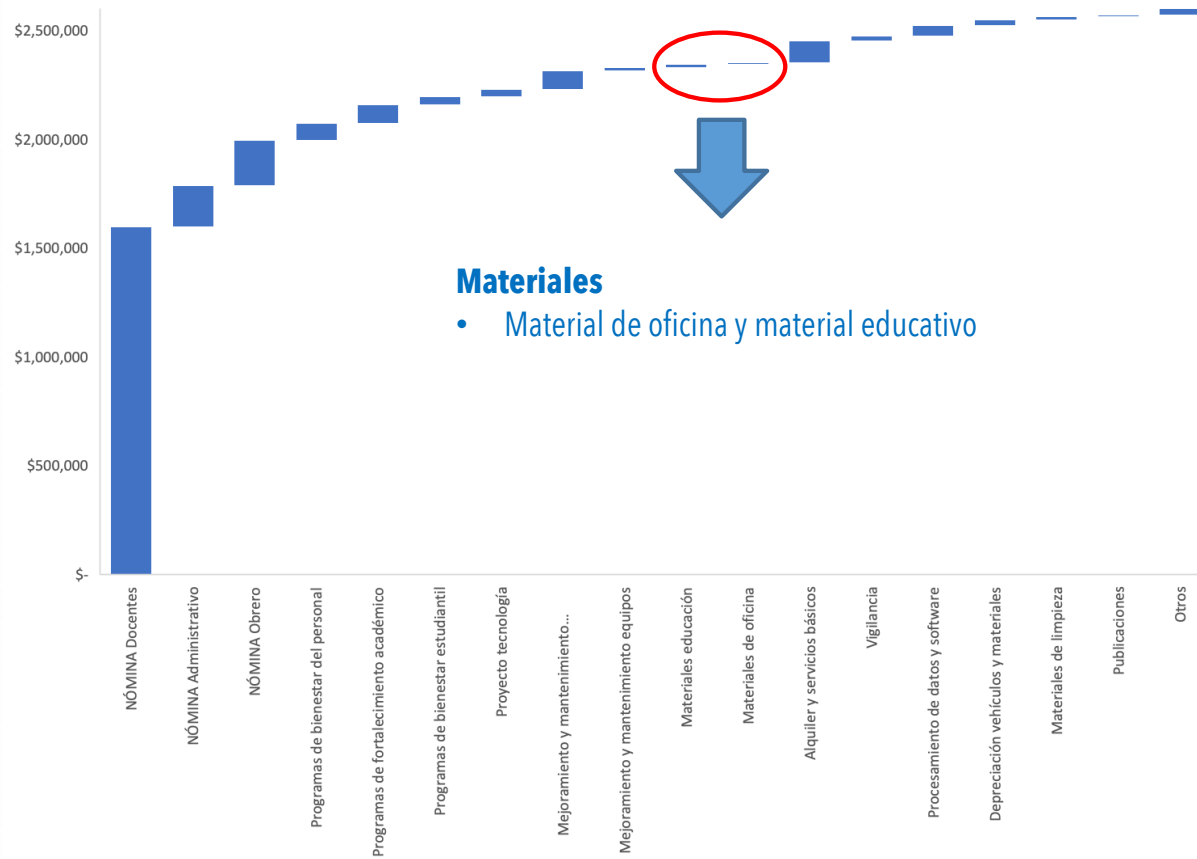 $2,500,000
$2,000,000
$1,500,000
$1,000,000
$500,000
$-
Materiales
• Material de oficina y material educativo
NÓMINA Docentes
NÓMINA Administrativo
NÓMINA Obrero
Programas de bienestar del personal
Programas de fortalecimiento académico
Programas de bienestar estudiantil
Proyecto tecnología
Mejoramiento y mantenimiento...
Mejoramiento y mantenimiento equipos
Materiales educación
Materiales de oficina
Alquiler y servicios básicos
Vigilancia
Procesamiento de datos y software
Depreciación vehículos y materiales
Materiales de limpieza
Publicaciones
Otros